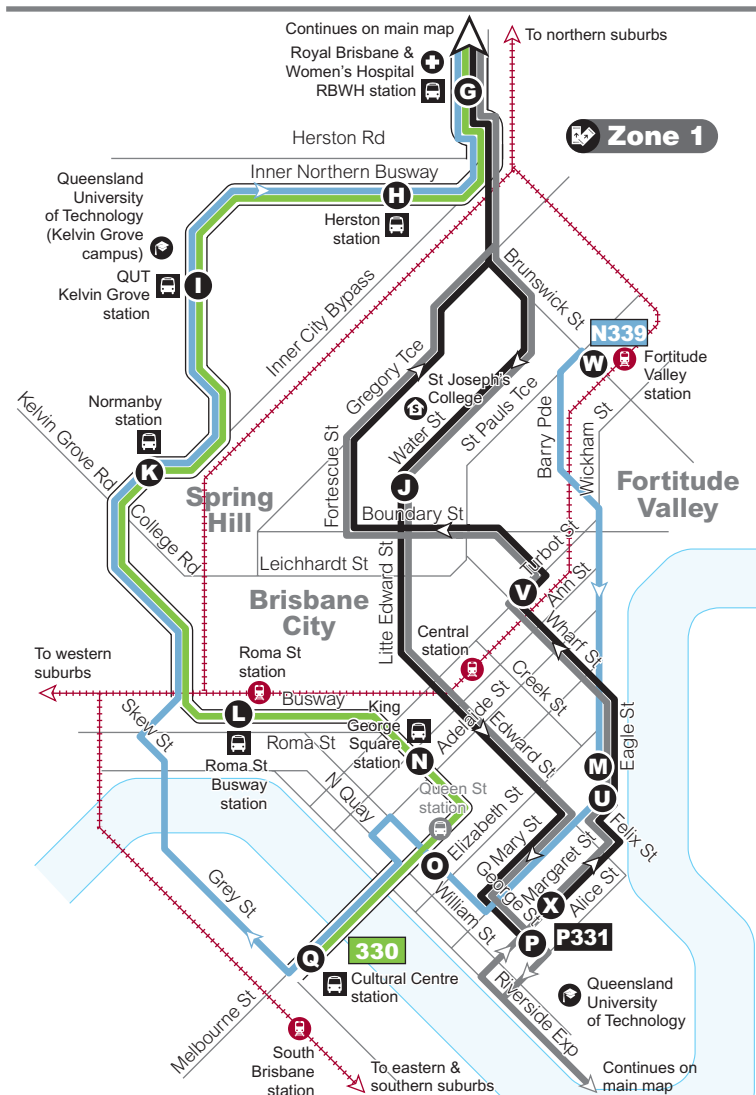 Continues on main map
To northern suburbs
Royal Brisbane &
Women's Hospital
RBWH station
G
Zone 1
Herston Rd
Inner Northern Busway
H
Herston
station
Queensland
University
of Technology
(Kelvin Grove
campus)
QUT
Kelvin Grove
station
I
Inner City Bypass
Brunswick St
N339
W
Fortitude
Valley
station
Gregory Tce
St Joseph's
College
S
Water St
St Pauls Tce
Barry Pde
Wickham St
Normanby
station
K
Kelvin Grove Rd
College Rd
Spring
Hill
Fortescue St
J
Boundary St
Fortitude
Valley
Leichhardt St
Turbot St
Ann St
V
Brisbane
City
Litte Edward St
Wharf St
Central
station
Creek St
To western
suburbs
Roma St
station
Busway
L
Roma St
Roma St
Busway
station
Skew St
King
George
Square
station
N
Adelaide St
Edward St
Eagle St
M
U
Queen St
station
N Quay
O
Elizabeth St
Mary St
G
George St
Margaret St
Felix St
Alice St
William St
X
P
P331
Grey St
Q
330
Cultural Centre
station
Melbourne St
Riverside Exp
Queensland
University
of Technology
South
Brisbane
station
To eastern &
southern suburbs
Continues on
main map